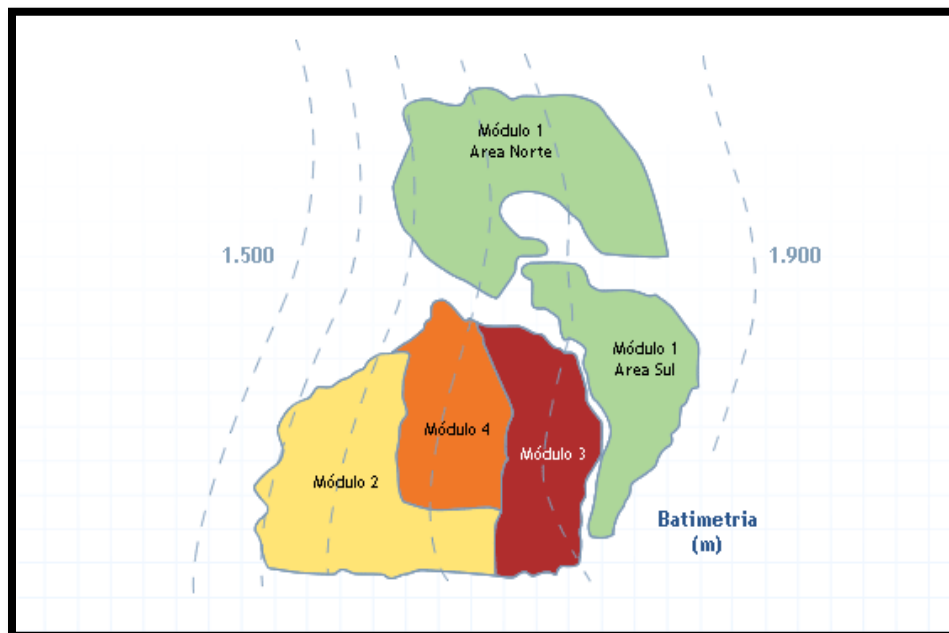 Módulo 1
Area Norte
1.500
1.900
Módulo 1
Area Sul
Módulo 4
Módulo 3
Módulo 2
Batimetria
(m)